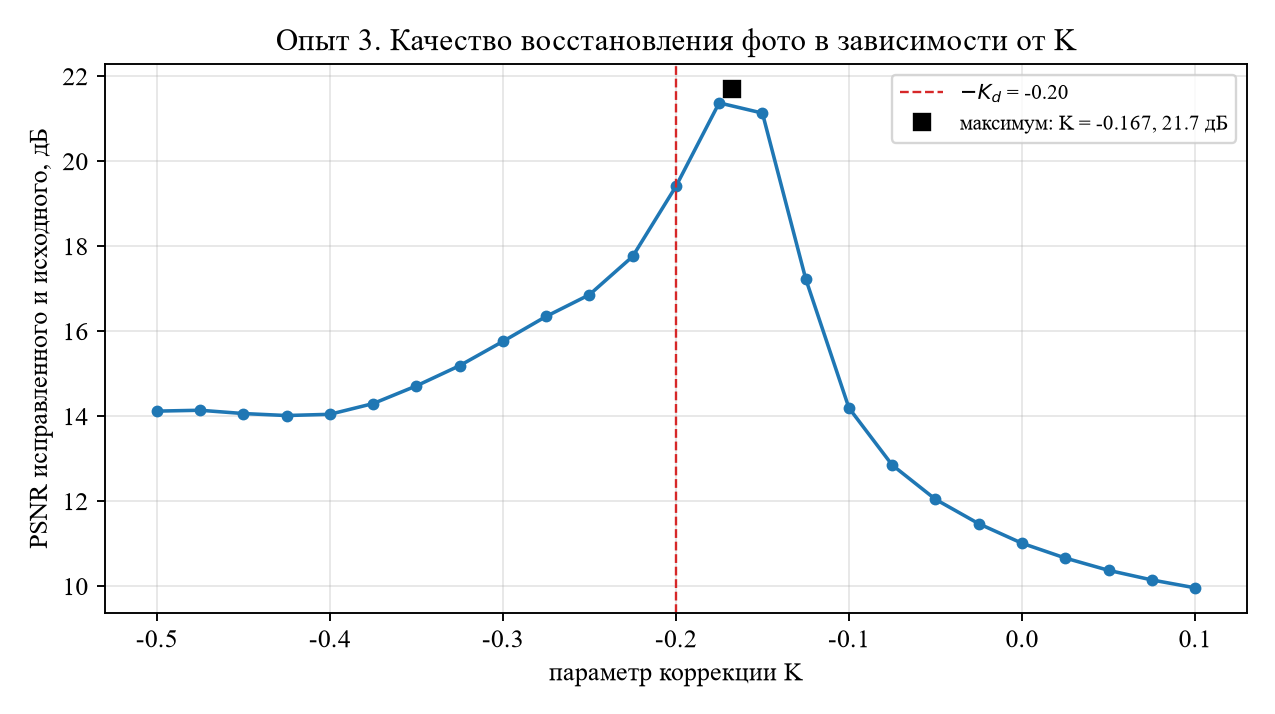 Опыт 3. Качество восстановления фото в зависимости от K
PSNR исправленного и исходного, дБ
22
20
18
16
14
12
10
−K_d = -0.20
максимум: K = -0.167, 21.7 дБ
-0.5 -0.4 -0.3 -0.2 -0.1 0.0 0.1
параметр коррекции K